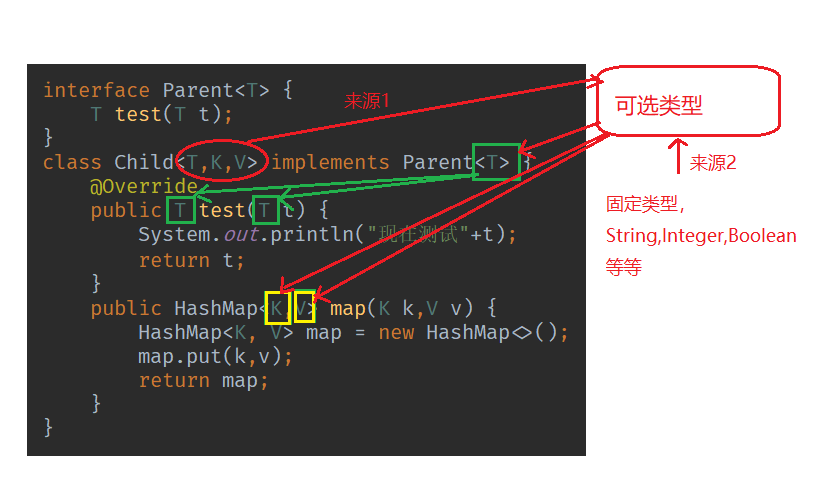 interface Parent<T> {
T test(T t);
}
class Child<T,K,V> implements Parent<T> {
@Override
public T test(T t) {
System.out.println("现在测试"+t);
return t;
}
public HashMap<K,V> map(K k,V v) {
HashMap<K, V> map = new HashMap<>();
map.put(k,v);
return map;
}
}
来源1
可选类型
来源2
固定类型,
String,Integer,Boolean
等等